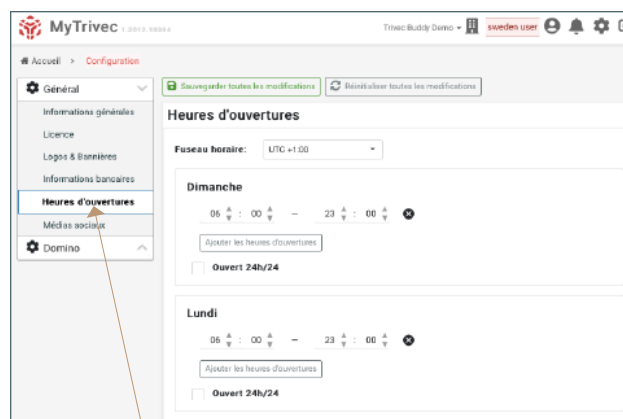 MyTrivec
Trivec Buddy Demo
sweden user
Accueil > Configuration
Général
Sauvegarder toutes les modifications
Réinitialiser toutes les modifications
Informations générales
Licence
Logos & Bannières
Informations bancaires
Heures d'ouvertures
Médias sociaux
Domino
Heures d'ouvertures
Fuseau horaire: UTC +1:00
Dimanche
06 : 00 – 23 : 00
Ajouter les heures d'ouvertures
Ouvert 24h/24
Lundi
06 : 00 – 23 : 00
Ajouter les heures d'ouvertures
Ouvert 24h/24